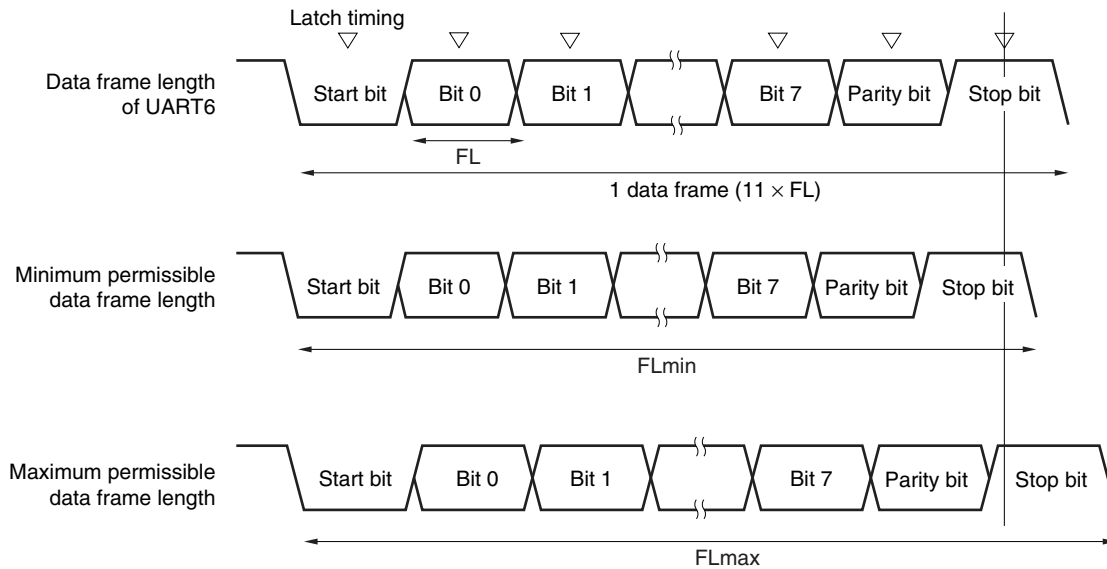 Latch timing
Data frame length
of UART6
Start bit Bit 0 Bit 1 Bit 7 Parity bit Stop bit
FL
1 data frame (11 × FL)
Minimum permissible
data frame length
Start bit Bit 0 Bit 1 Bit 7 Parity bit Stop bit
FLmin
Maximum permissible
data frame length
Start bit Bit 0 Bit 1 Bit 7 Parity bit Stop bit
FLmax